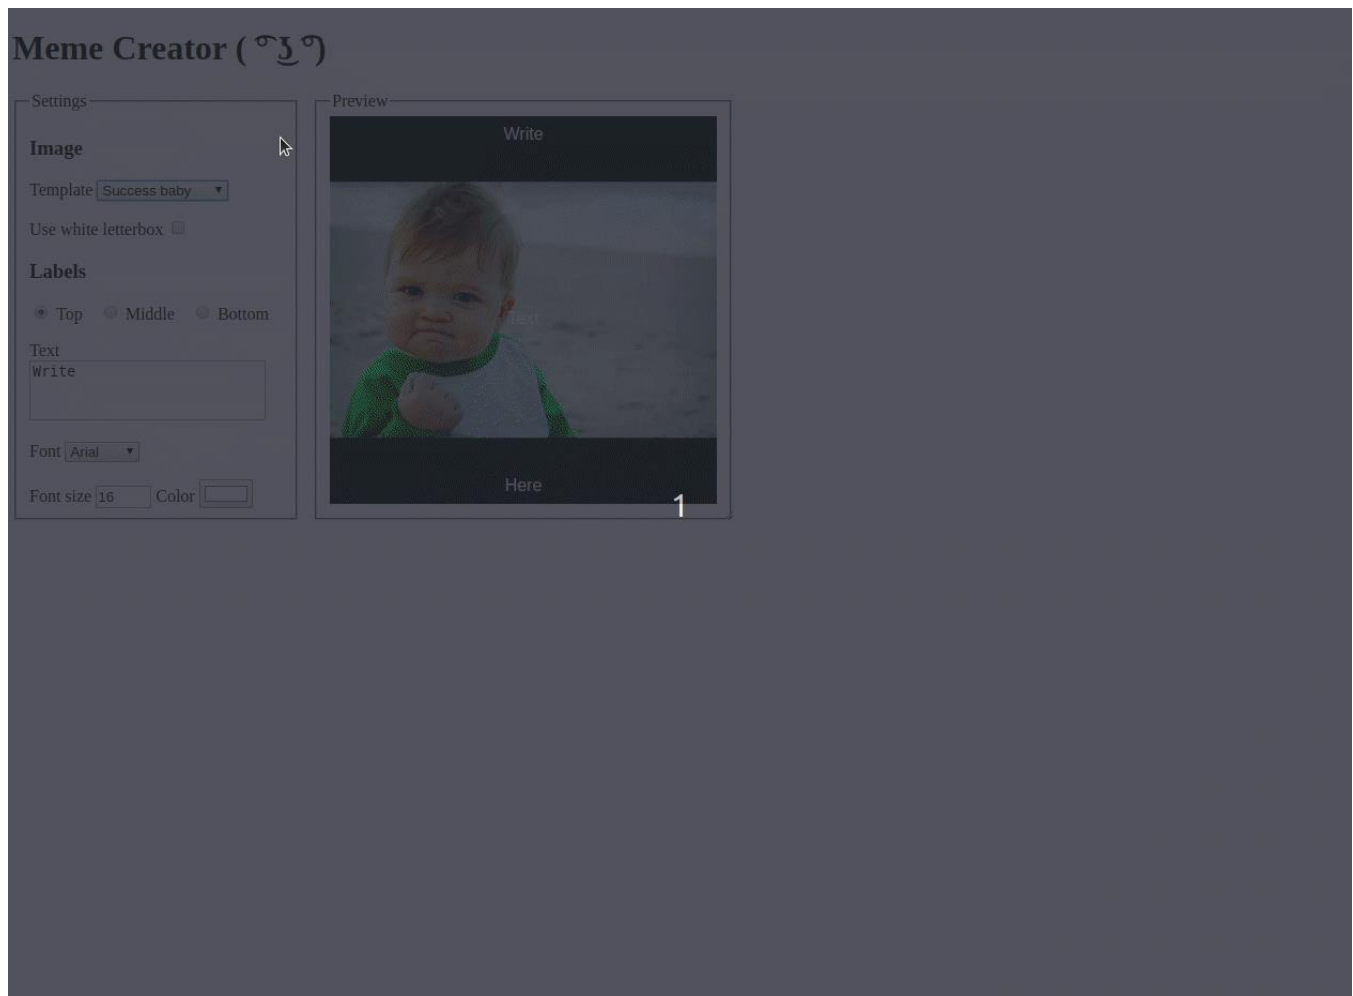 Meme Creator ( ͡° ͜ʖ ͡°)
Settings
Image
Template Success baby
Use white letterbox
Labels
Top Middle Bottom
Text
Write
Font Arial
Font size 16 Color
Preview
Write
Text
Here
1